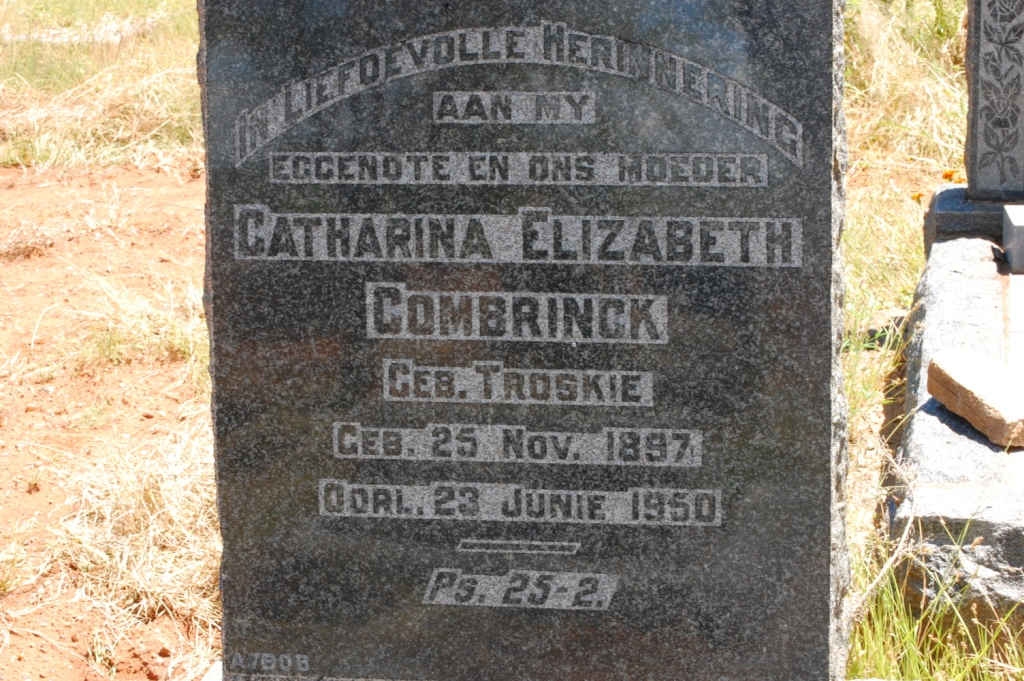 IN LIEFDEVOLLE HERINNERING
AAN MY
EGGENOTE EN ONS MOEDER
CATHARINA ELIZABETH
COMBRINCK
GEB. TROSKIE
GEB. 25 NOV. 1897
OORL. 23 JUNIE 1950
PS. 25-2.
A7808